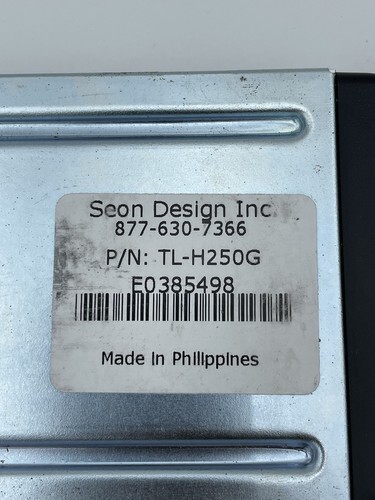 Seon Design Inc.
877-630-7366
P/N: TL-H250G
E0385498
Made in Philippines